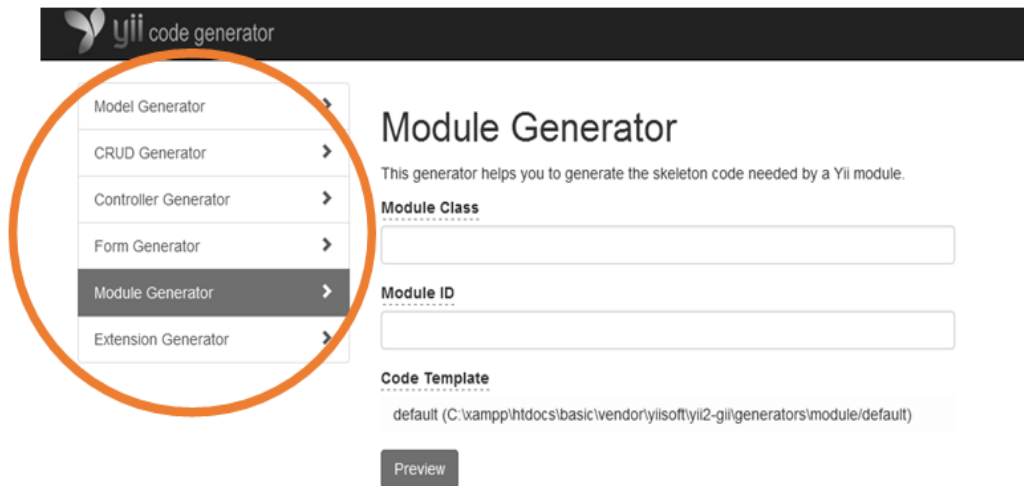 yii code generator
Model Generator
CRUD Generator
Controller Generator
Form Generator
Module Generator
Extension Generator
Module Generator
This generator helps you to generate the skeleton code needed by a Yii module.
Module Class
Module ID
Code Template
default (C:\xampp\htdocs\basic\vendor\yiisoft\yii2-gii\generators\module/default)
Preview